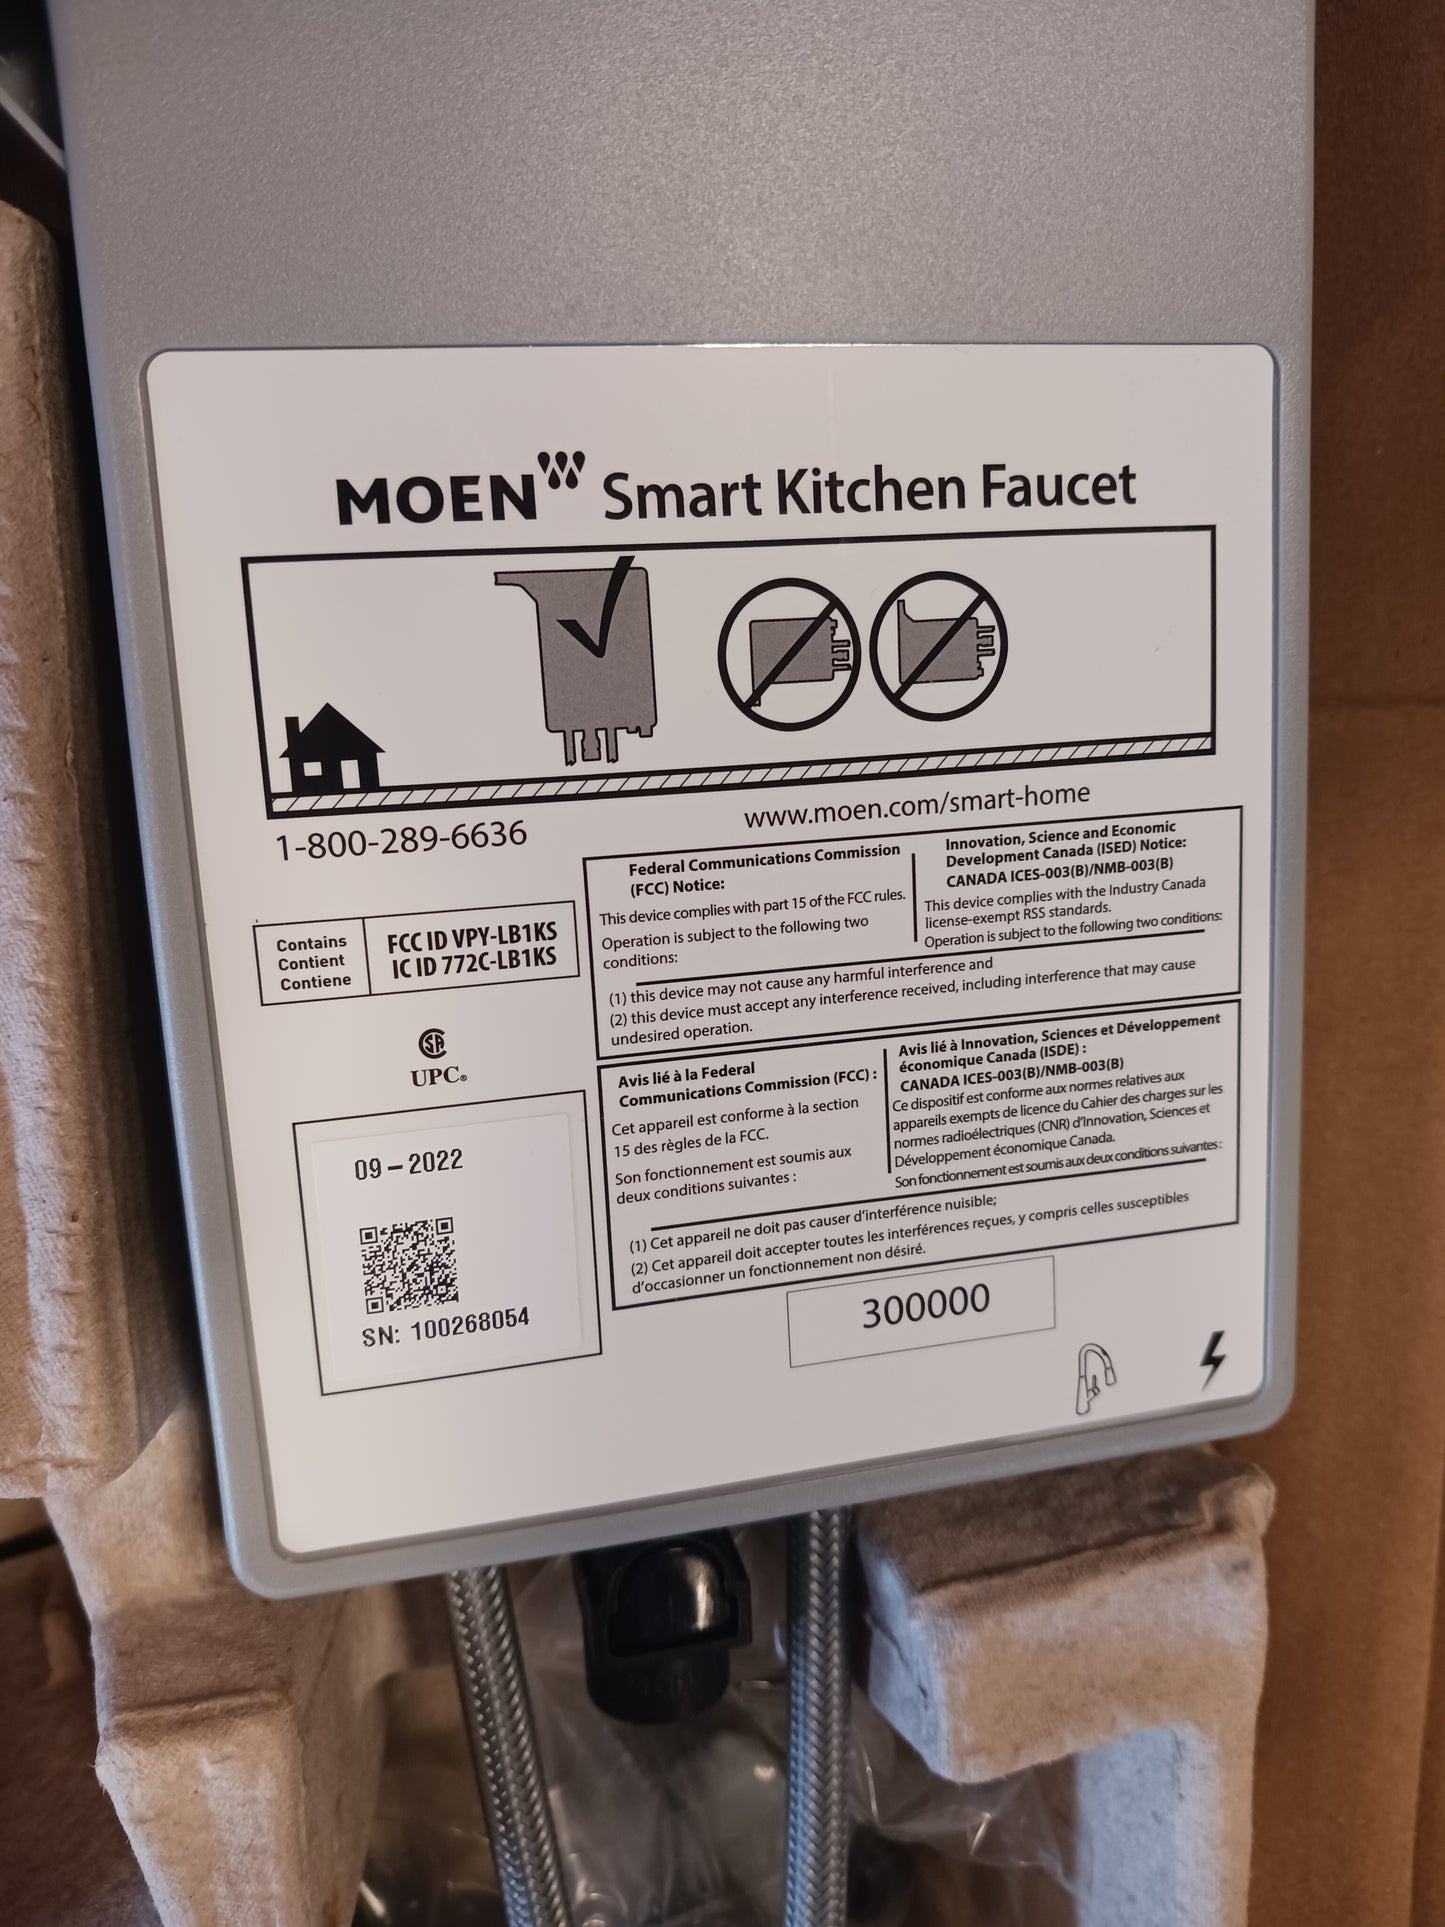 MOEN Smart Kitchen Faucet
1-800-289-6636
www.moen.com/smart-home
Contains
Contient
Contiene
FCC ID VPY-LB1KS
IC ID 772C-LB1KS
UPC®
09-2022
SN: 100268054
Federal Communications Commission
(FCC) Notice:
This device complies with part 15 of the FCC rules.
Operation is subject to the following two
conditions:
Innovation, Science and Economic
Development Canada (ISED) Notice:
CANADA ICES-003(B)/NMB-003(B)
This device complies with the Industry Canada
license-exempt RSS standards.
Operation is subject to the following two conditions:
(1) this device may not cause any harmful interference and
(2) this device must accept any interference received, including interference that may cause
undesired operation.
Avis lié à la Federal
Communications Commission (FCC) :
Cet appareil est conforme à la section
15 des règles de la FCC.
Son fonctionnement est soumis aux
deux conditions suivantes :
Avis lié à Innovation, Sciences et Développement
économique Canada (ISDE) :
CANADA ICES-003(B)/NMB-003(B)
Ce dispositif est conforme aux normes relatives aux
appareils exempts de licence du Cahier des charges sur les
normes radioélectriques (CNR) d'Innovation, Sciences et
Développement économique Canada.
Son fonctionnement est soumis aux deux conditions suivantes :
(1) Cet appareil ne doit pas causer d'interférence nuisible;
(2) Cet appareil doit accepter toutes les interférences reçues, y compris celles susceptibles
d'occasionner un fonctionnement non désiré.
300000